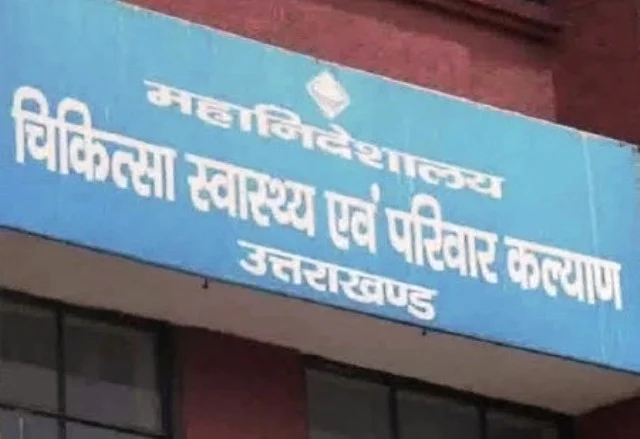 महानिदेशालय
चिकित्सा स्वास्थ्य एवं परिवार कल्याण
उत्तराखण्ड